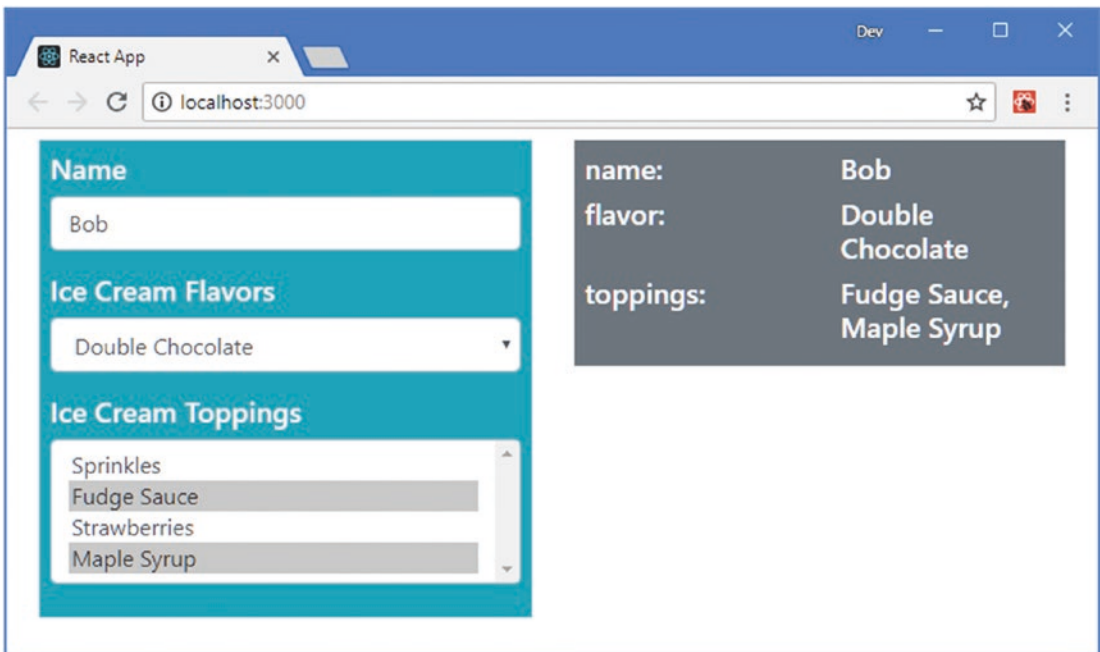 Dev
React App
localhost:3000
Name
Bob
Ice Cream Flavors
Double Chocolate
Ice Cream Toppings
Sprinkles
Fudge Sauce
Strawberries
Maple Syrup
name: Bob
flavor: Double
Chocolate
toppings: Fudge Sauce,
Maple Syrup